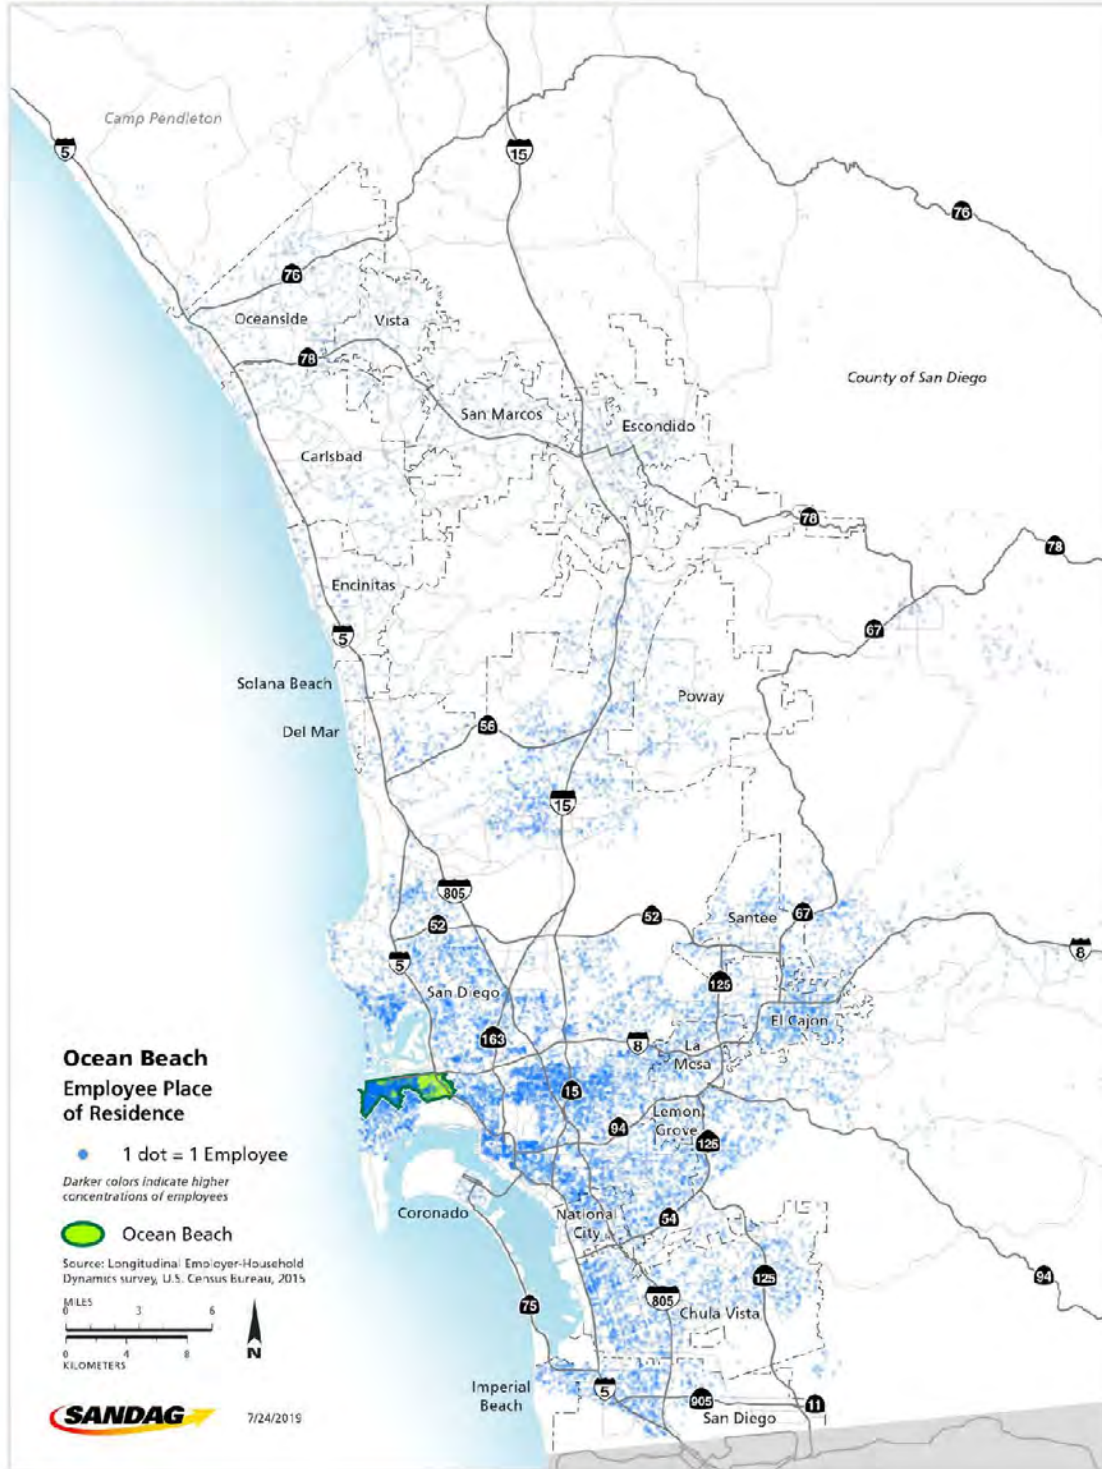 Camp Pendleton
5
15
76
76
Oceanside
Vista
78
County of San Diego
San Marcos
Escondido
Carlsbad
78
78
Encinitas
5
67
Solana Beach
Poway
Del Mar
56
15
805
52
52
Santee
67
5
8
125
San Diego
El Cajon
163
8
La
Mesa
15
94
Lemon
Grove
125
Coronado
National
City
54
125
94
75
805
Chula Vista
Imperial
Beach
5
905
San Diego
11
Ocean Beach
Employee Place
of Residence
1 dot = 1 Employee
Darker colors indicate higher
concentrations of employees
Ocean Beach
Source: Longitudinal Employer-Household
Dynamics survey, U.S. Census Bureau, 2015
MILES
0 3 6
0 4 8
KILOMETERS
N
SANDAG
7/24/2019